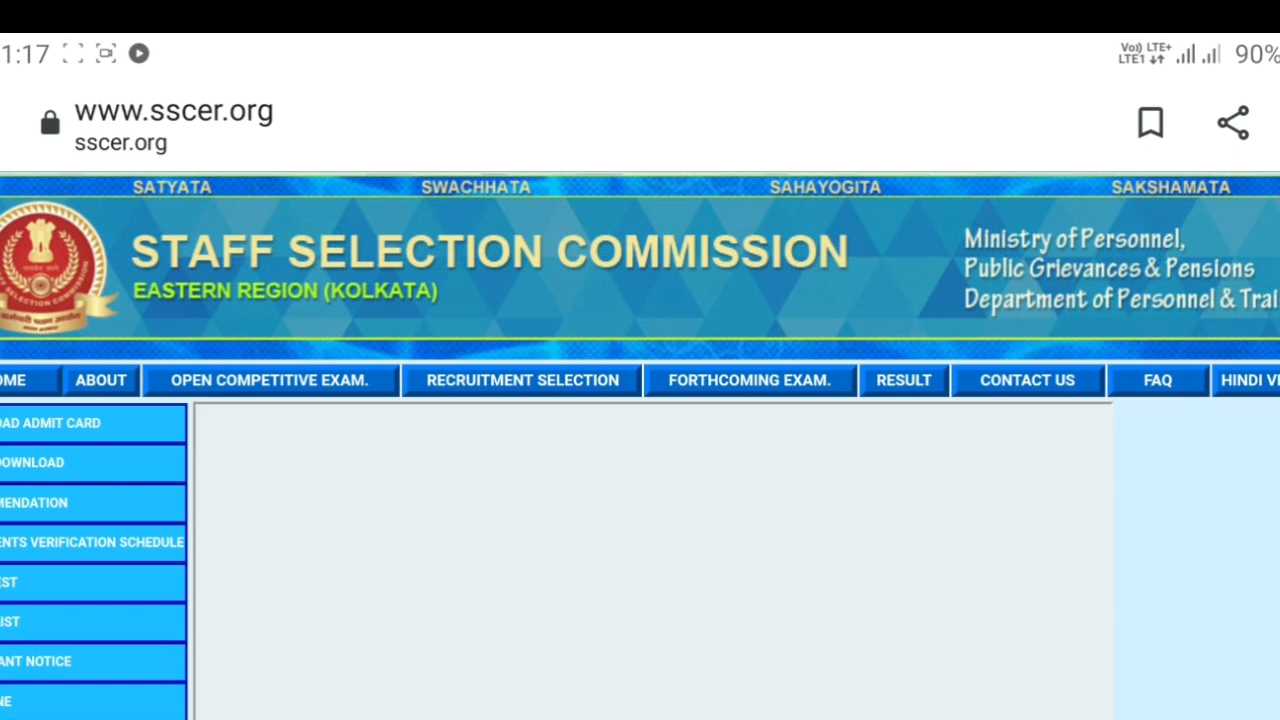 1:17
Vo)) LTE+
LTE1
90%
www.sscer.org
sscer.org
SATYATA SWACHHATA SAHAYOGITA SAKSHAMATA
STAFF SELECTION COMMISSION
EASTERN REGION (KOLKATA)
Ministry of Personnel,
Public Grievances & Pensions
Department of Personnel & Trai
OME ABOUT OPEN COMPETITIVE EXAM. RECRUITMENT SELECTION FORTHCOMING EXAM. RESULT CONTACT US FAQ HINDI VE
OAD ADMIT CARD
DOWNLOAD
MENDATION
ENTS VERIFICATION SCHEDULE
EST
IST
ANT NOTICE
NE